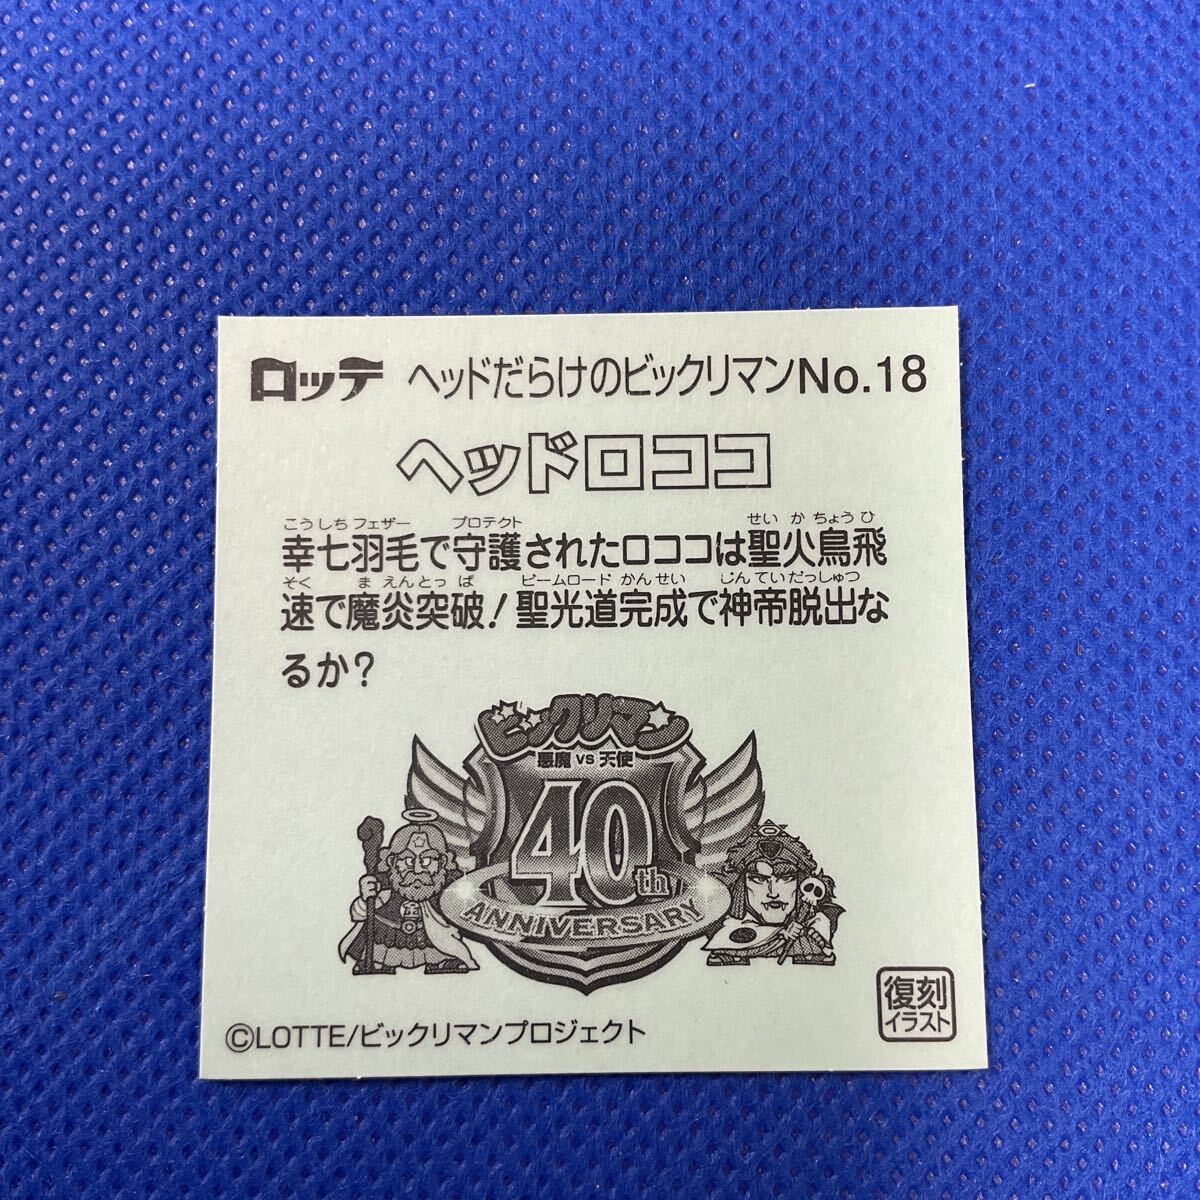 ロッテ ヘッドだらけのビックリマンNo.18
ヘッドロココ
こうしちフェザー プロテクト せいかちょうひ
幸七羽毛で守護されたロココは聖火鳥飛
そく まえんとっぱ ビームロードかんせい じんていだっしゅつ
速で魔炎突破!聖光道完成で神帝脱出な
るか?
ビックリマン
悪魔VS天使
40th
ANNIVERSARY
復刻
イラスト
©LOTTE/ビックリマンプロジェクト